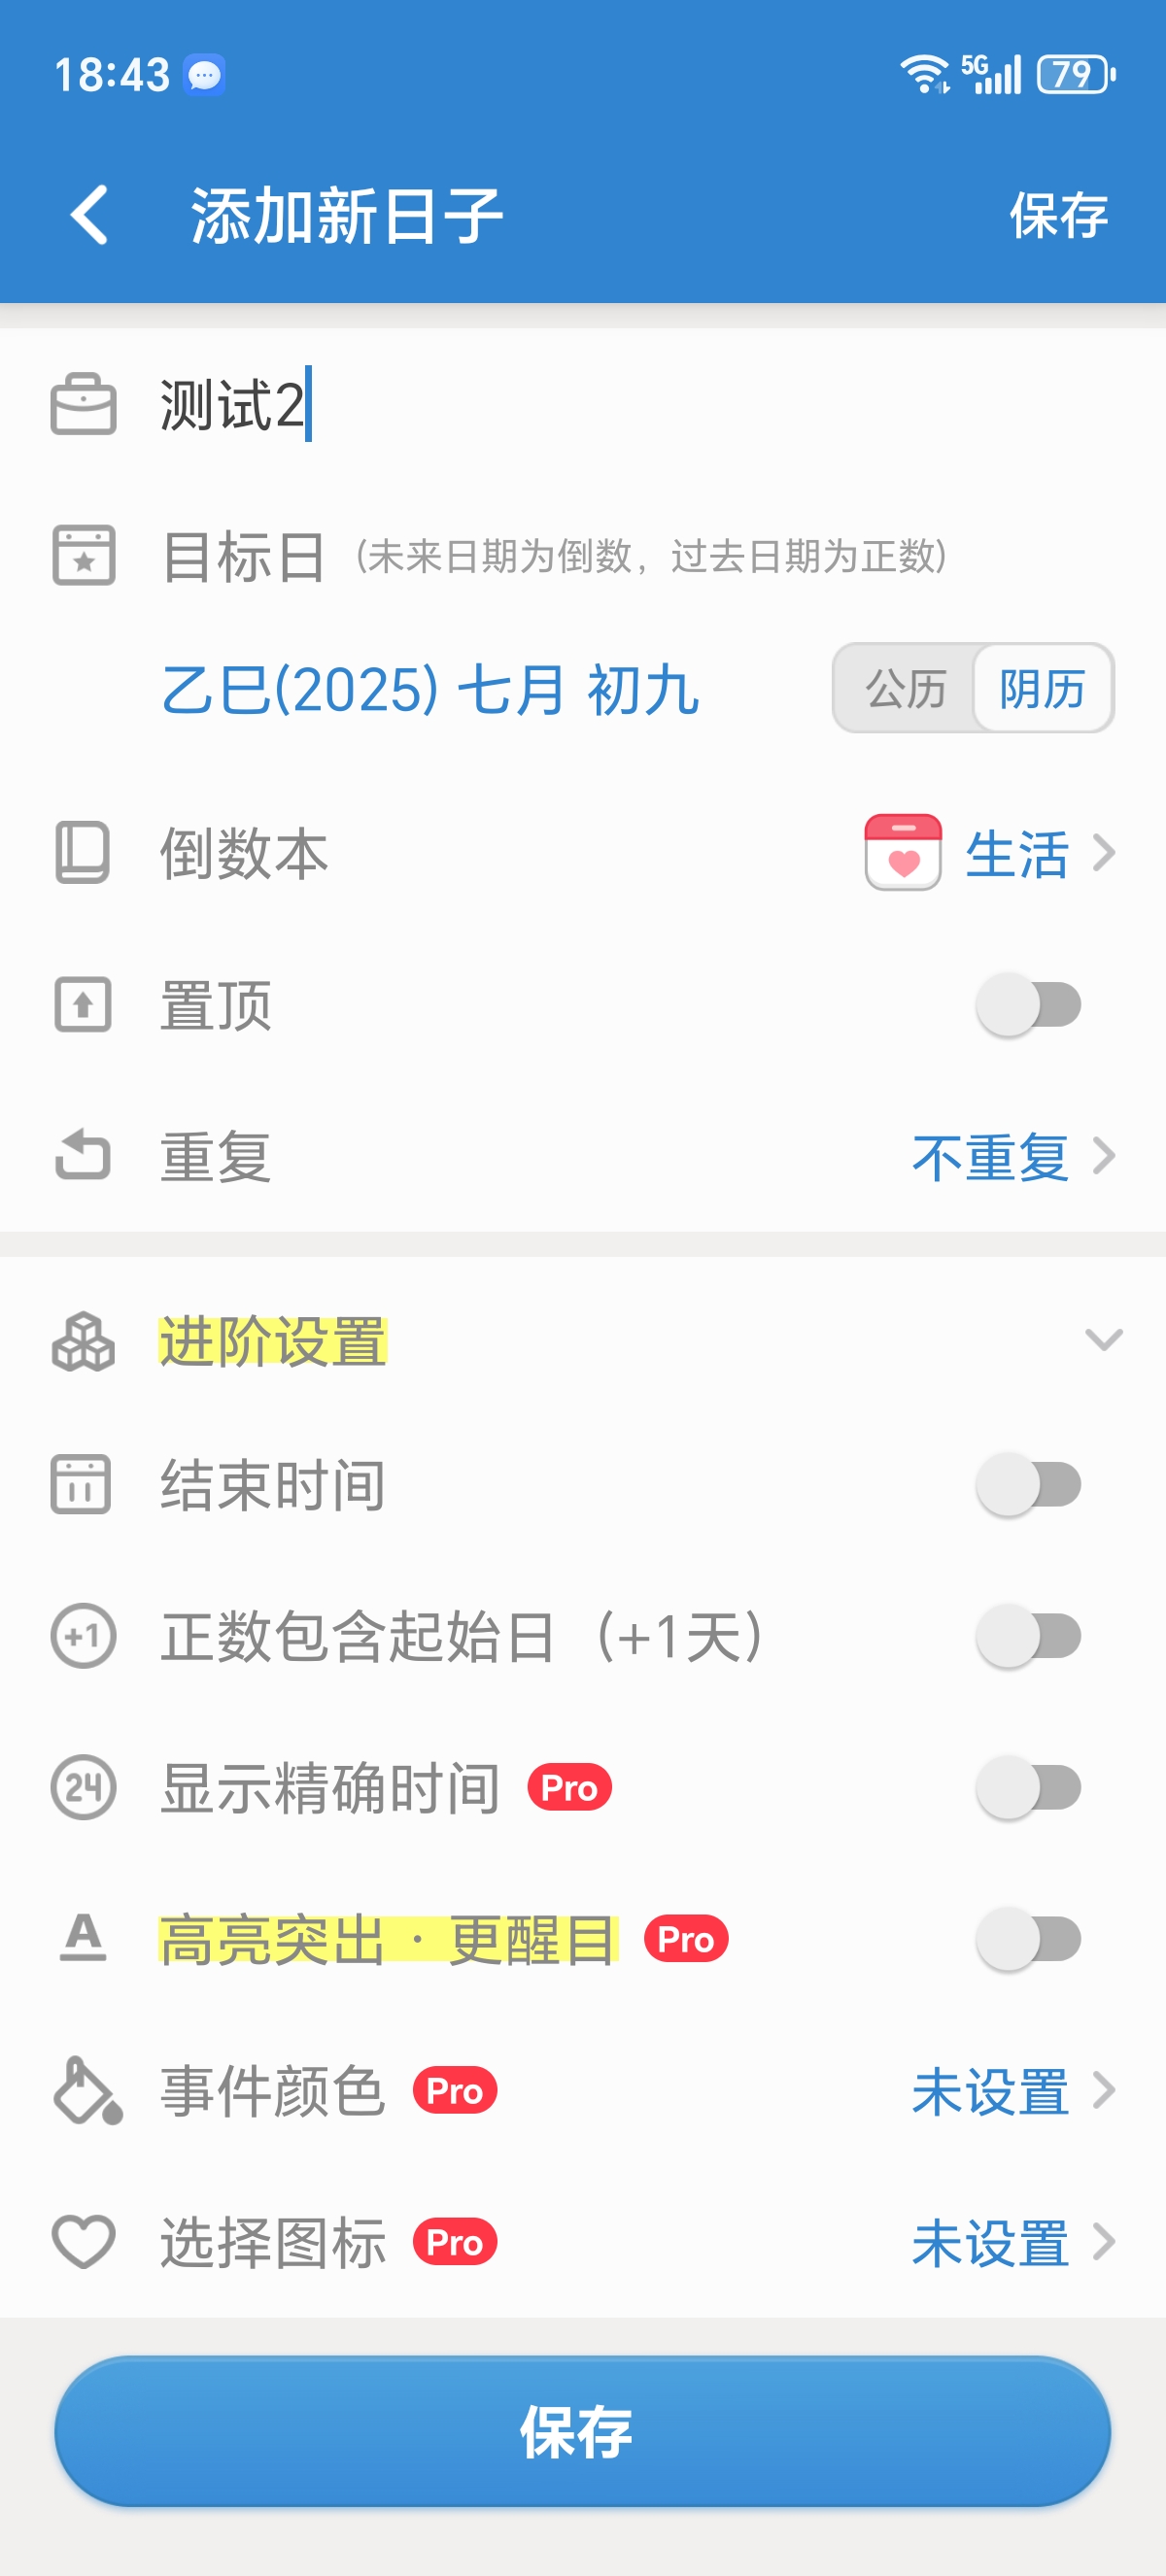 18:43 5G 79
添加新日子 保存
测试2
目标日 (未来日期为倒数，过去日期为正数)
乙巳(2025) 七月 初九 公历 阴历
倒数本 生活
置顶
重复 不重复
进阶设置
结束时间
+1 正数包含起始日（+1天）
24 显示精确时间 Pro
A 高亮突出 · 更醒目 Pro
事件颜色 Pro 未设置
选择图标 Pro 未设置
保存